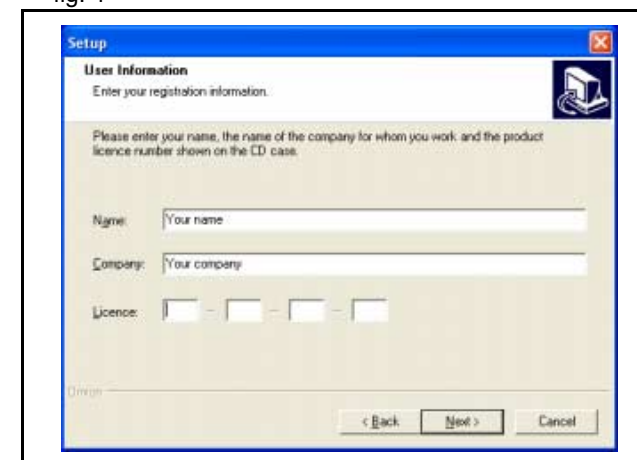 Setup
User Information
Enter your registration information.
Please enter your name, the name of the company for whom you work and the product
licence number shown on the CD case.
Name: Your name
Company: Your company
Licence: – – –
Omron
< Back Next > Cancel